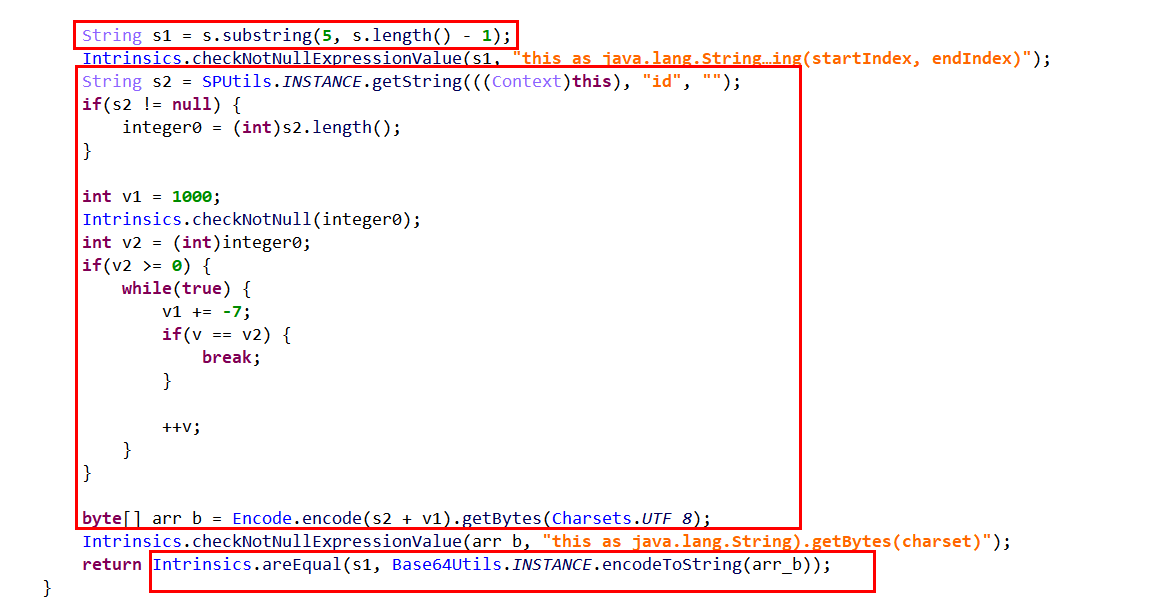 String s1 = s.substring(5, s.length() - 1);
Intrinsics.checkNotNullExpressionValue(s1, "this as java.lang.String…ing(startIndex, endIndex)");
String s2 = SPUtils.INSTANCE.getString(((Context)this), "id", "");
if(s2 != null) {
    integer0 = (int)s2.length();
}

int v1 = 1000;
Intrinsics.checkNotNull(integer0);
int v2 = (int)integer0;
if(v2 >= 0) {
    while(true) {
        v1 += -7;
        if(v == v2) {
            break;
        }

        ++v;
    }
}

byte[] arr_b = Encode.encode(s2 + v1).getBytes(Charsets.UTF_8);
Intrinsics.checkNotNullExpressionValue(arr_b, "this as java.lang.String).getBytes(charset)");
return Intrinsics.areEqual(s1, Base64Utils.INSTANCE.encodeToString(arr_b));
}